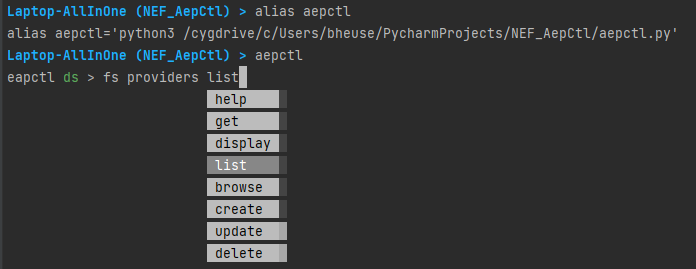 Laptop-AllInOne (NEF_AepCtl) > alias aepctl
alias aepctl='python3 /cygdrive/c/Users/bheuse/PycharmProjects/NEF_AepCtl/aepctl.py'
Laptop-AllInOne (NEF_AepCtl) > aepctl
eapctl ds > fs providers list
help
get
display
list
browse
create
update
delete